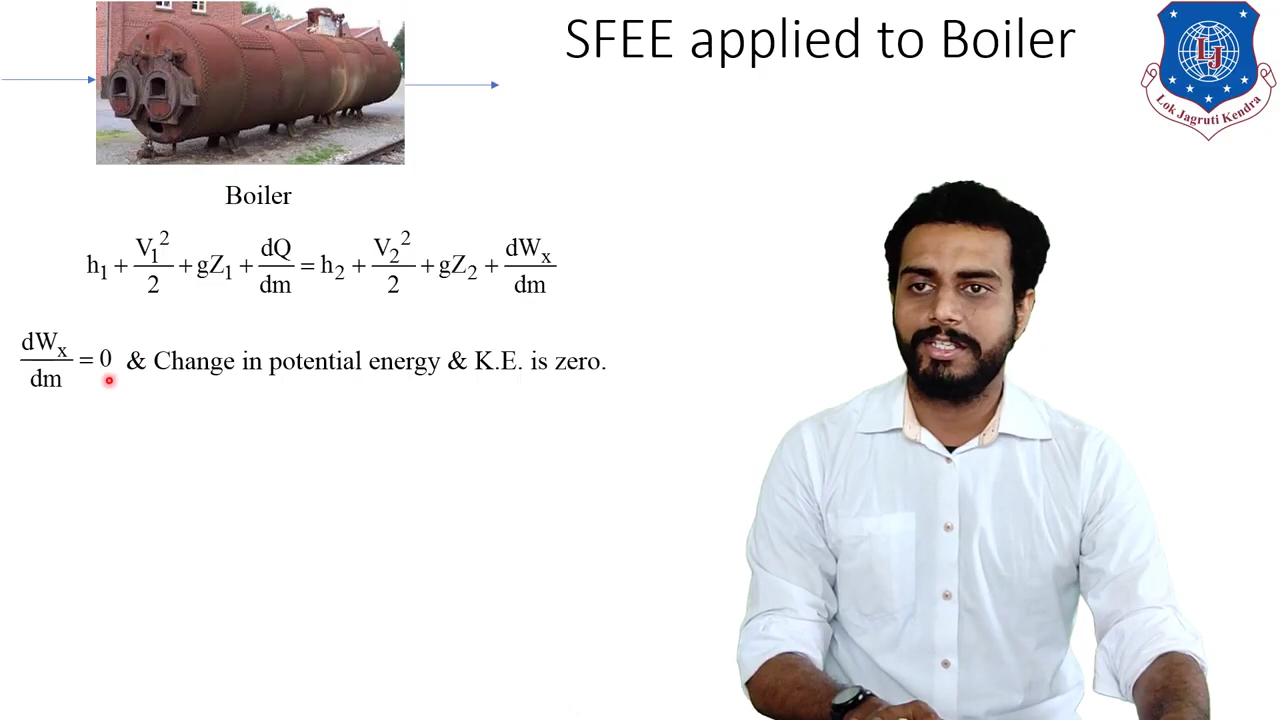 SFEE applied to Boiler
LJ
Lok Jagruti Kendra
Boiler
h₁ + V₁²/2 + gZ₁ + dQ/dm = h₂ + V₂²/2 + gZ₂ + dWₓ/dm
dWₓ/dm = 0 & Change in potential energy & K.E. is zero.